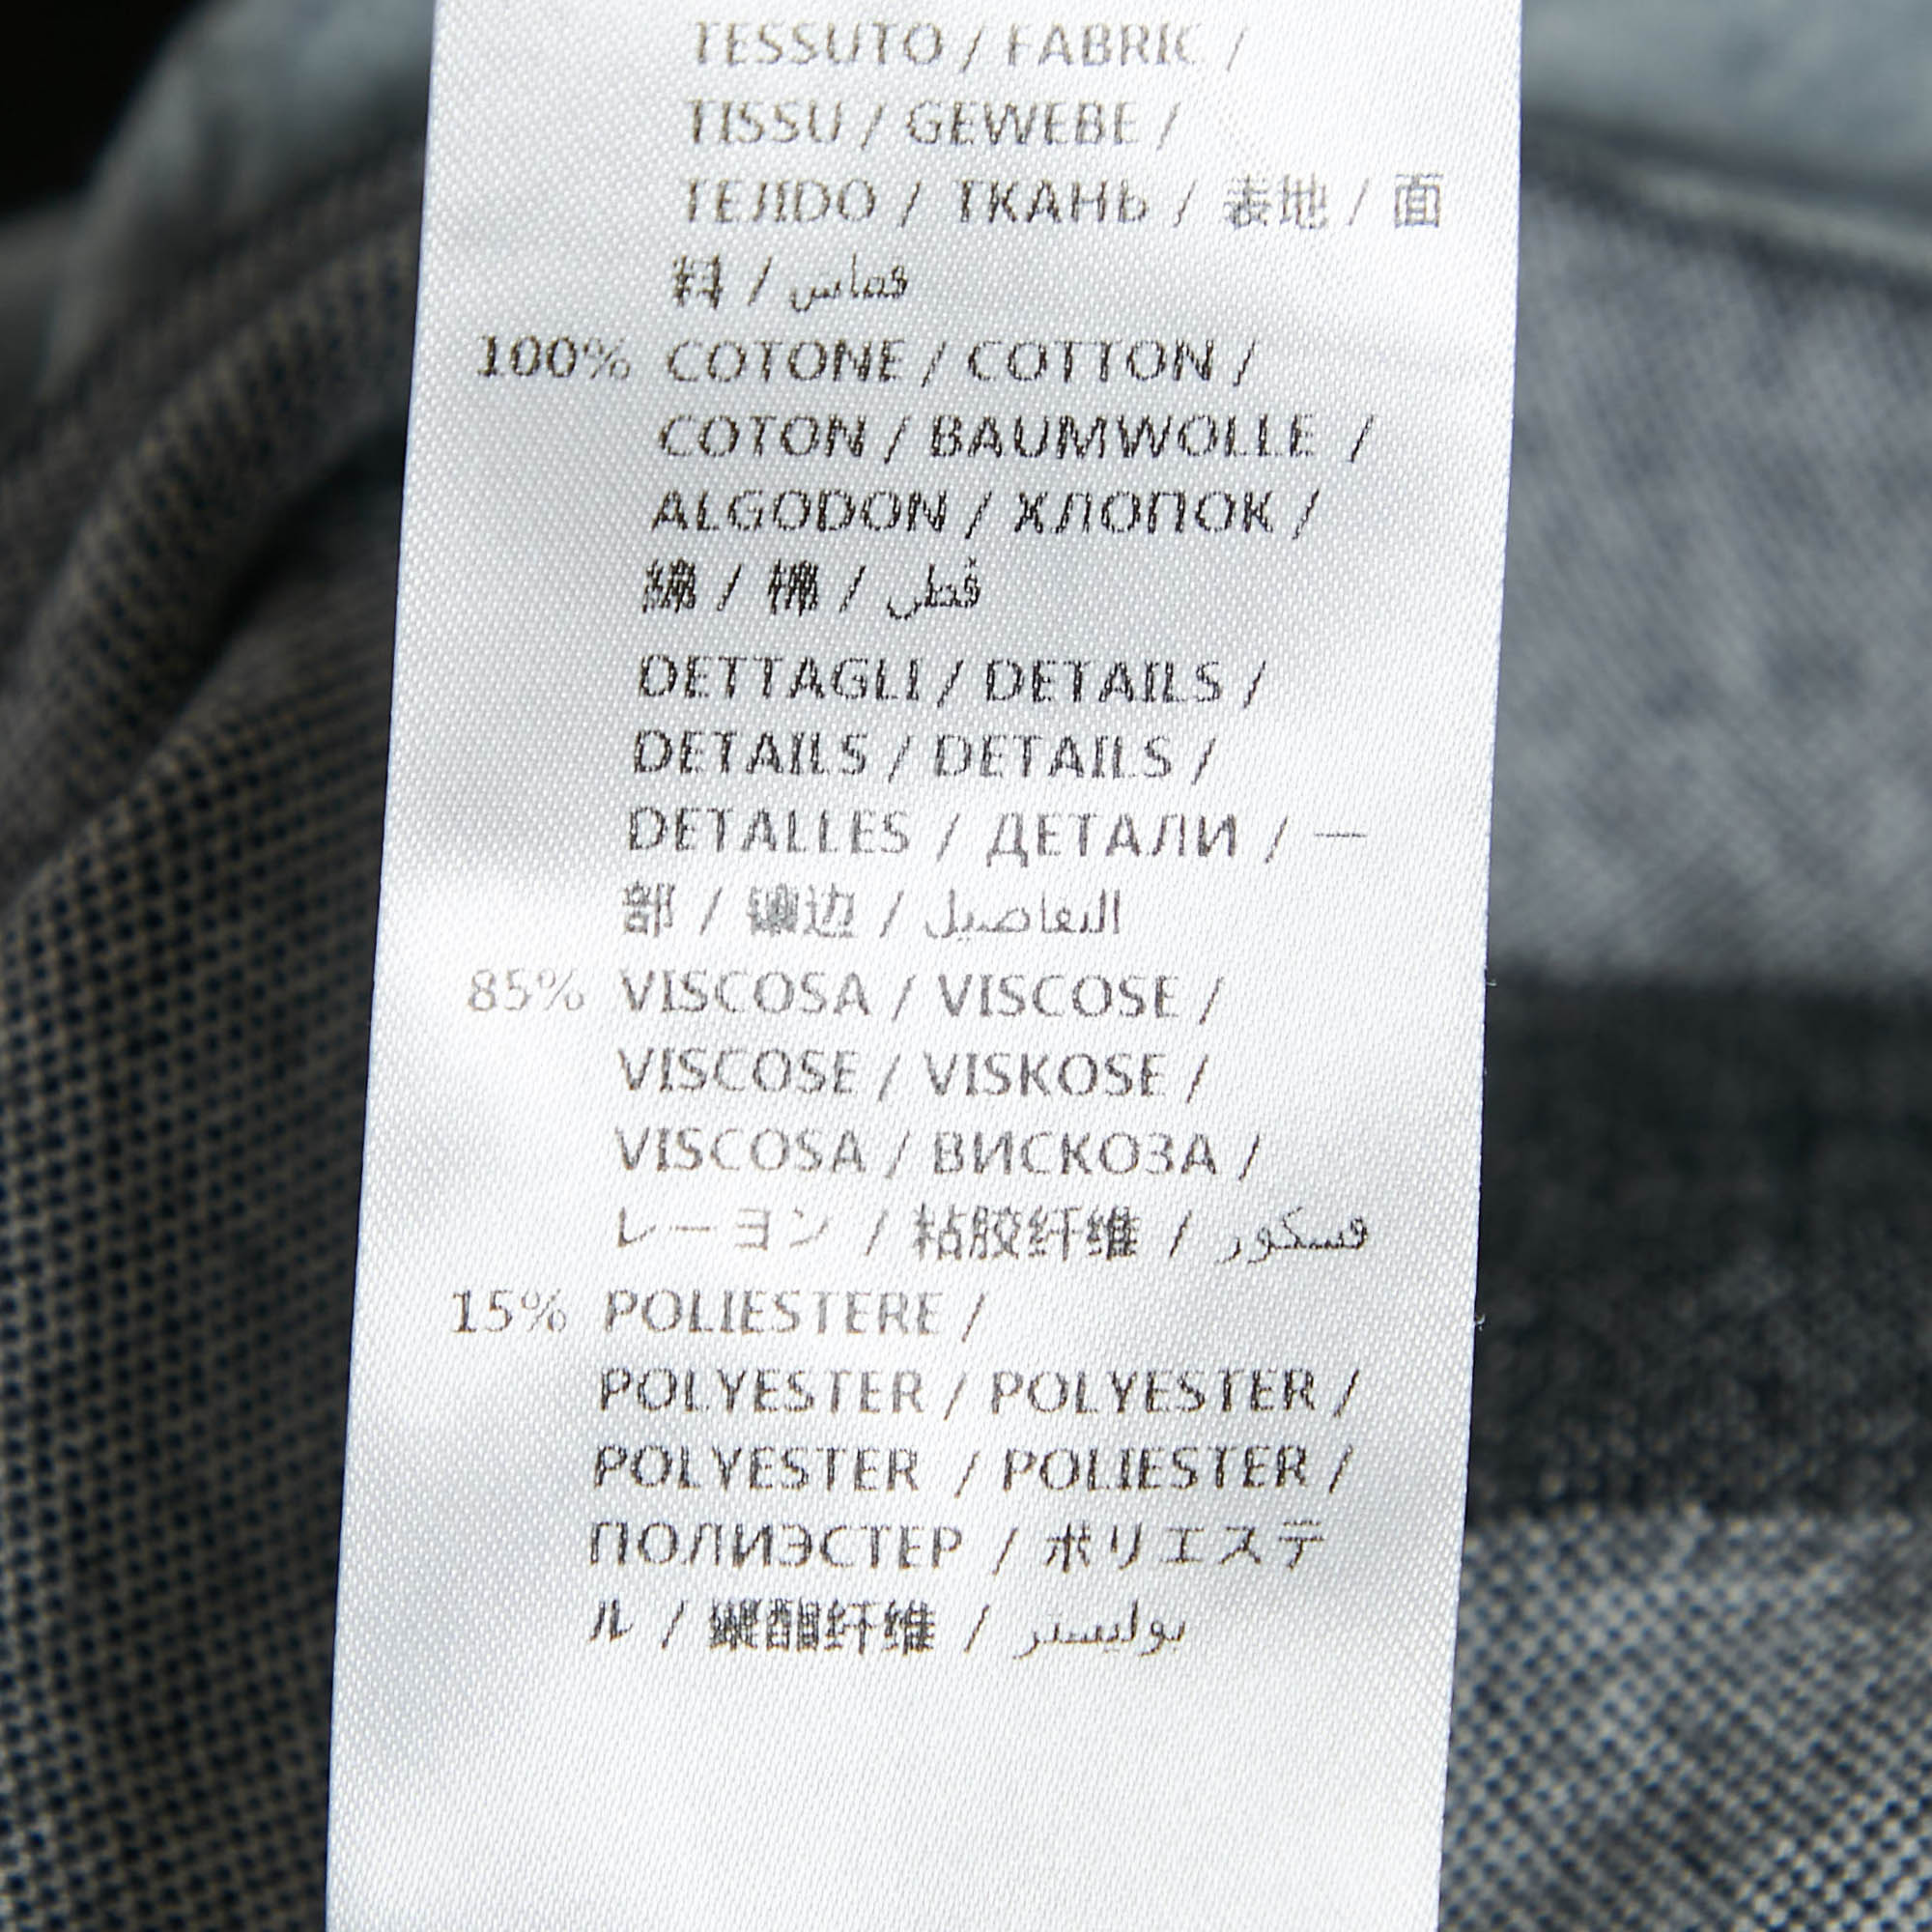 TESSUTO / FABRIC /
TISSU / GEWEBE /
TEJIDO / ТКАНЬ / 表地 / 面
料 / قماس
100% COTONE / COTTON /
COTON / BAUMWOLLE /
ALGODON / ХЛОПОК /
綿 / 棉 / قطن
DETTAGLI / DETAILS /
DETAILS / DETAILS /
DETALLES / ДЕТАЛИ / 一
部 / 镶边 / التفاصيل
85% VISCOSA / VISCOSE /
VISCOSE / VISKOSE /
VISCOSA / ВИСКОЗА /
レーヨン / 粘胶纤维 / فسكور
15% POLIESTERE /
POLYESTER / POLYESTER /
POLYESTER / POLIESTER /
ПОЛИЭСТЕР / ポリエステ
ル / 聚酯纤维 / بوليستر